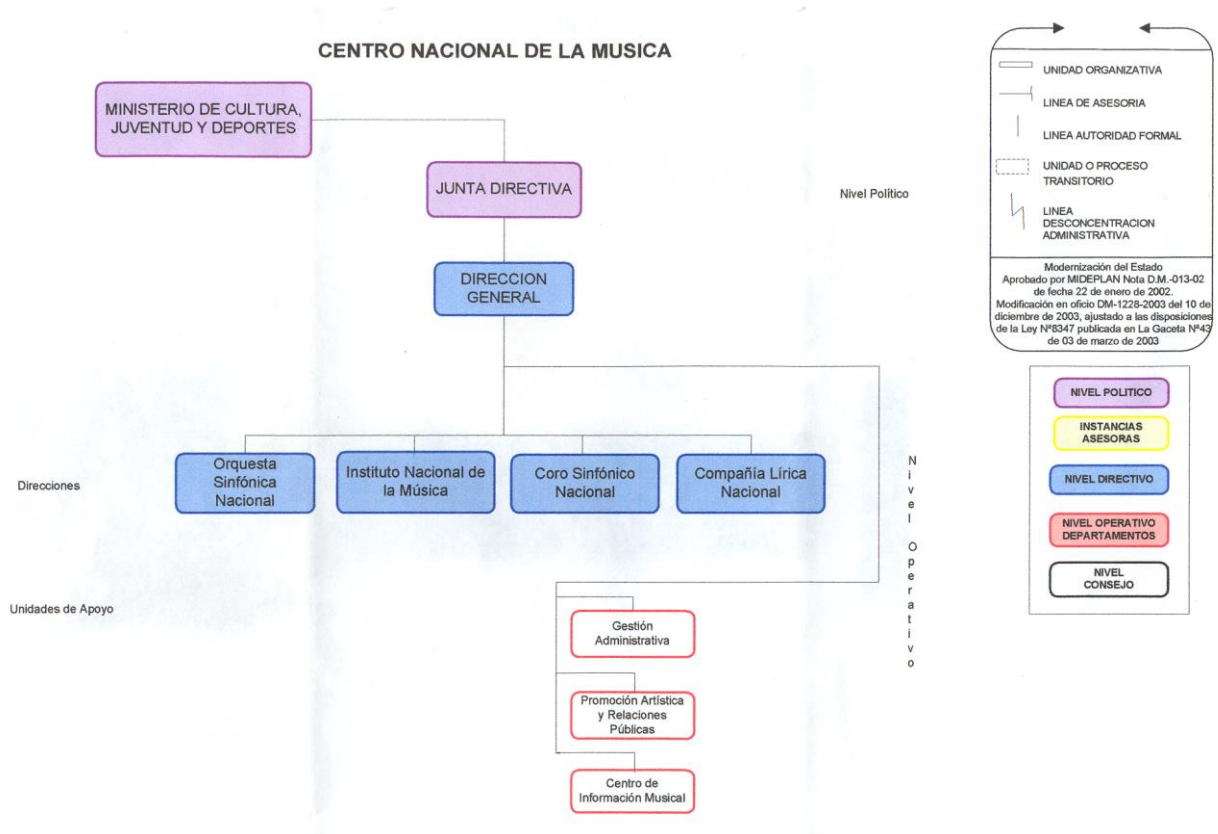 CENTRO NACIONAL DE LA MUSICA
MINISTERIO DE CULTURA,
JUVENTUD Y DEPORTES
JUNTA DIRECTIVA
Nivel Político
DIRECCION
GENERAL
Direcciones
Orquesta
Sinfónica
Nacional
Instituto Nacional de
la Música
Coro Sinfónico
Nacional
Compañía Lírica
Nacional
Nivel Operativo
Unidades de Apoyo
Gestión
Administrativa
Promoción Artística
y Relaciones
Públicas
Centro de
Información Musical
UNIDAD ORGANIZATIVA
LINEA DE ASESORIA
LINEA AUTORIDAD FORMAL
UNIDAD O PROCESO
TRANSITORIO
LINEA
DESCONCENTRACION
ADMINISTRATIVA
Modernización del Estado
Aprobado por MIDEPLAN Nota D.M.-013-02
de fecha 22 de enero de 2002.
Modificación en oficio DM-1228-2003 del 10 de
diciembre de 2003, ajustado a las disposiciones
de la Ley Nº8347 publicada en La Gaceta Nº43
de 03 de marzo de 2003
NIVEL POLITICO
INSTANCIAS
ASESORAS
NIVEL DIRECTIVO
NIVEL OPERATIVO
DEPARTAMENTOS
NIVEL
CONSEJO